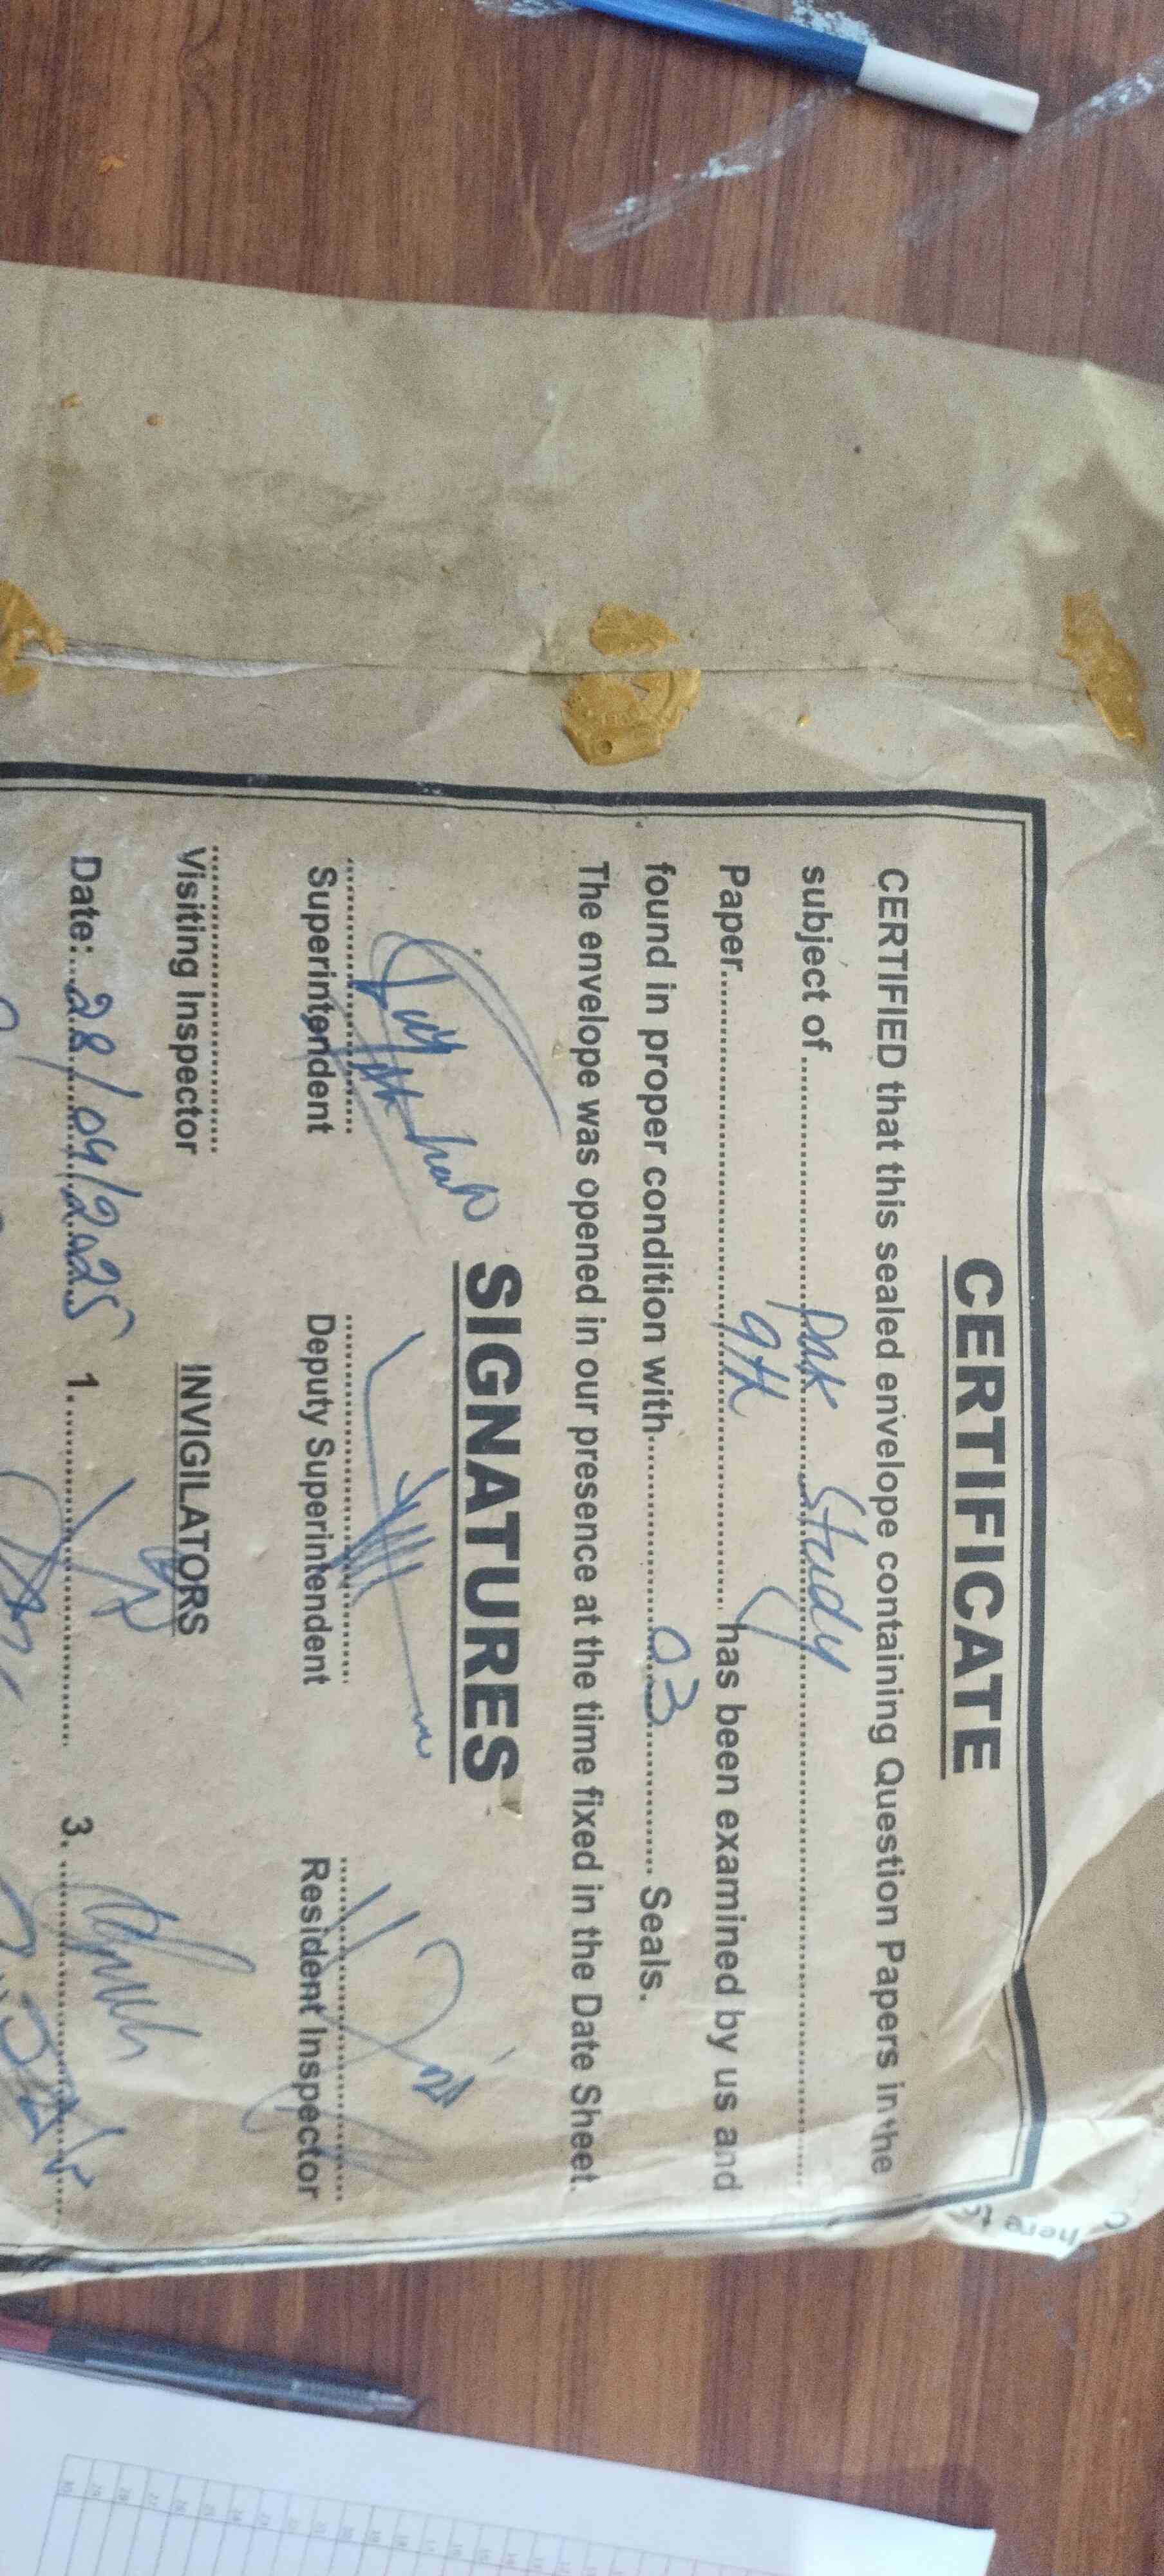 CERTIFICATE
CERTIFIED that this sealed envelope containing Question Papers in the
subject of Pak Study
Paper 9th has been examined by us and
found in proper condition with 03 Seals.
The envelope was opened in our presence at the time fixed in the Date Sheet.
SIGNATURES
Superintendent Deputy Superintendent Resident Inspector
Visiting Inspector INVIGILATORS
Date: 28/04/2025 1. 3.
here to